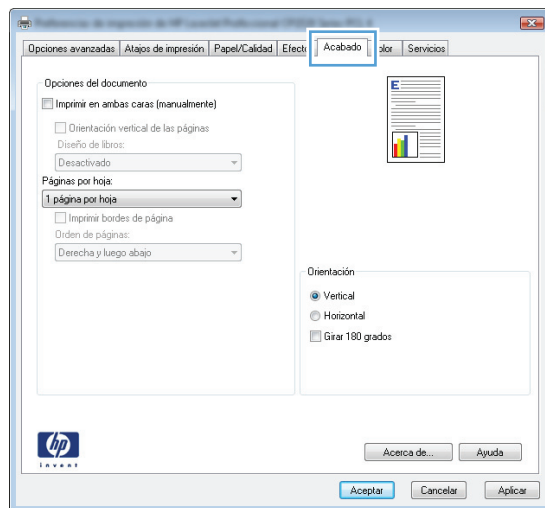 Opciones avanzadas Atajos de impresión Papel/Calidad Acabado Servicios
Opciones del documento
Imprimir en ambas caras (manualmente)
Orientación vertical de las páginas
Diseño de libros:
Desactivado
Páginas por hoja:
1 página por hoja
Imprimir bordes de página
Orden de páginas:
Derecha y luego abajo
E
Orientación
Vertical
Horizontal
Girar 180 grados
hp
invent
Acerca de... Ayuda
Aceptar Cancelar Aplicar